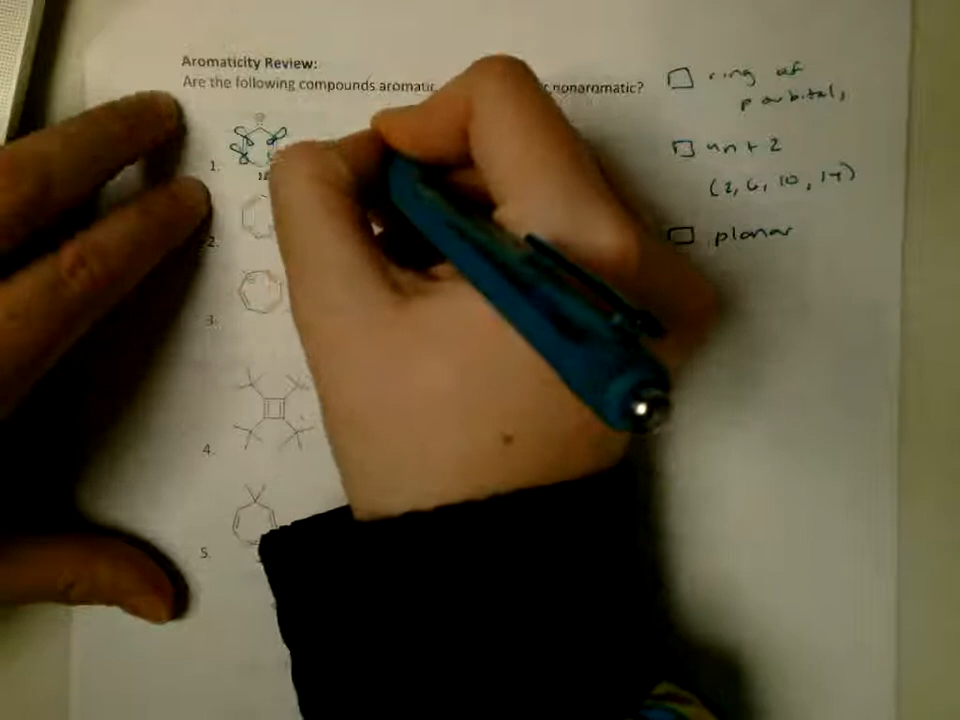 Aromaticity Review:
Are the following compounds aromatic nonaromatic?
ring of
p orbitals
4n+2
(2, 6, 10, 14)
planar
1.
2.
3.
4.
5.